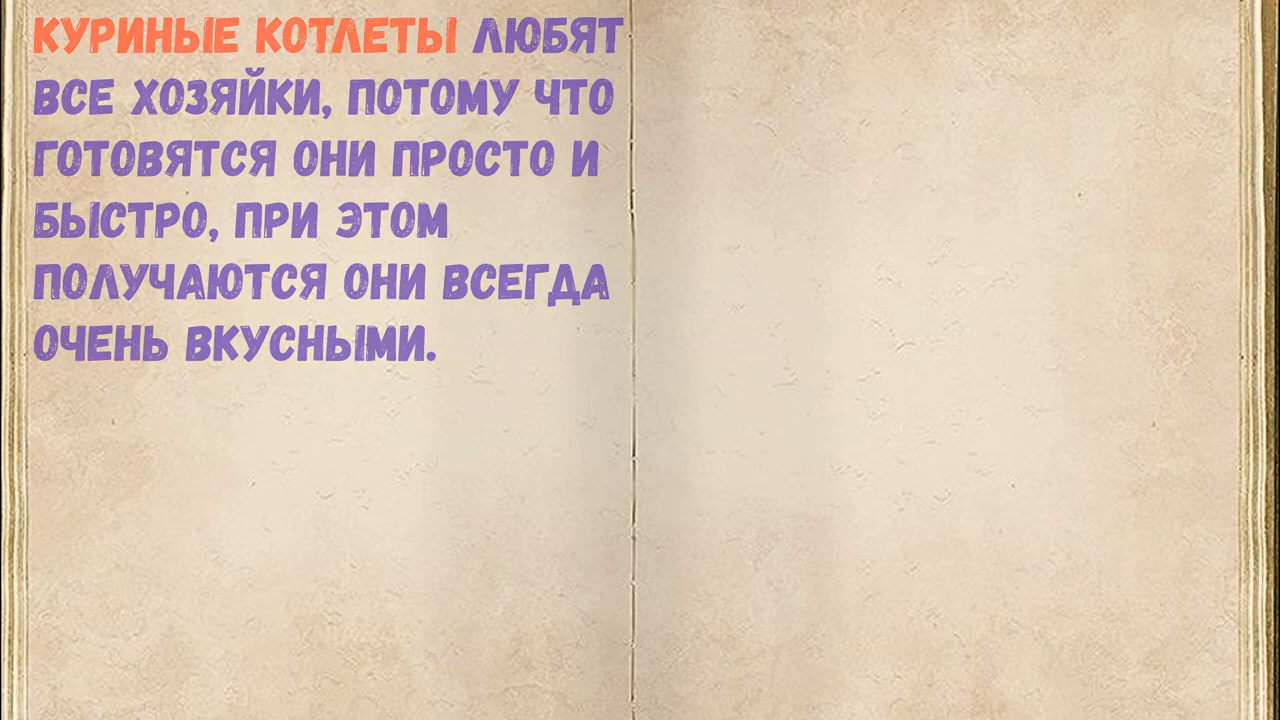 КУРИНЫЕ КОТЛЕТЫ ЛЮБЯТ
ВСЕ ХОЗЯЙКИ, ПОТОМУ ЧТО
ГОТОВЯТСЯ ОНИ ПРОСТО И
БЫСТРО, ПРИ ЭТОМ
ПОЛУЧАЮТСЯ ОНИ ВСЕГДА
ОЧЕНЬ ВКУСНЫМИ.